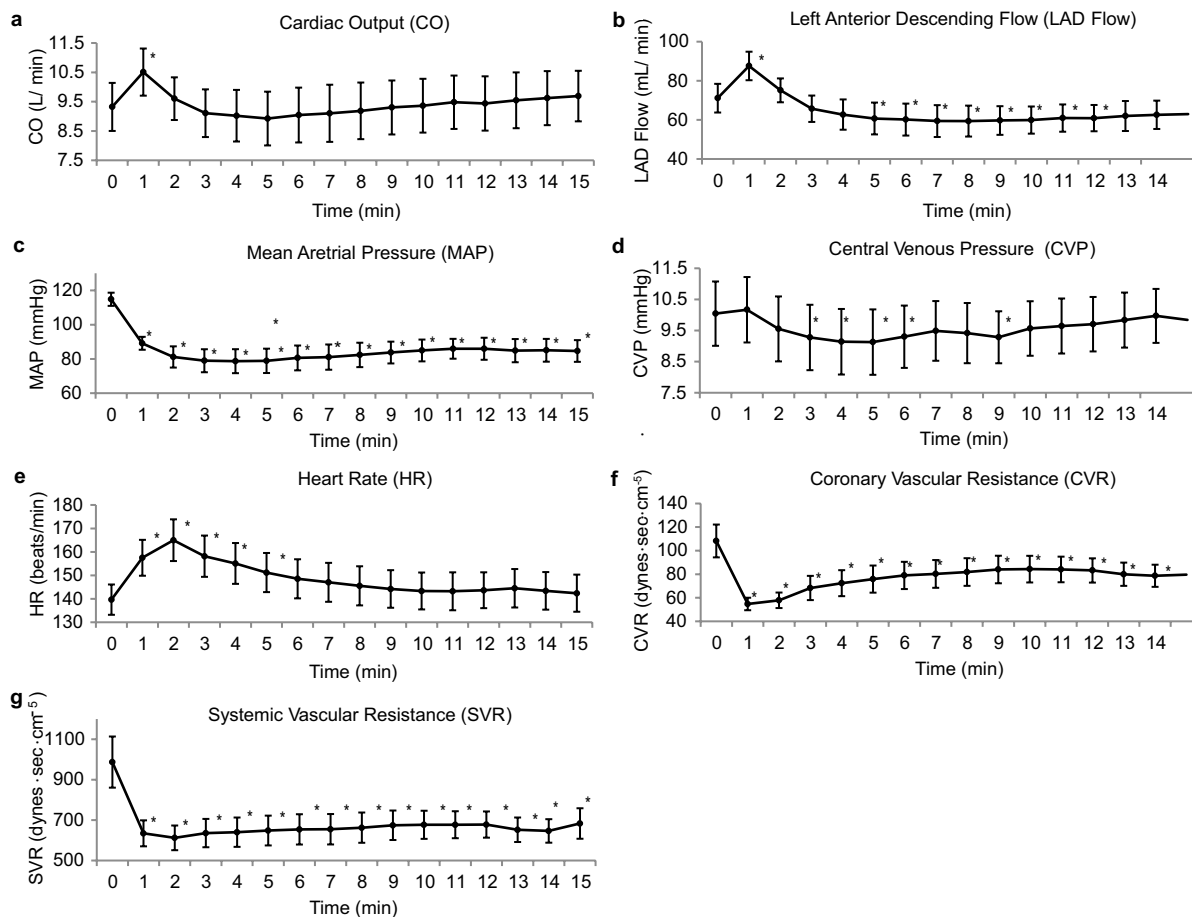 a
Cardiac Output (CO)
CO (L/ min)
11.5
10.5
9.5
8.5
7.5
*
0 1 2 3 4 5 6 7 8 9 10 11 12 13 14 15
Time (min)
b
Left Anterior Descending Flow (LAD Flow)
LAD Flow (mL/ min)
100
80
60
40
* * * * * * * * *
0 1 2 3 4 5 6 7 8 9 10 11 12 13 14
Time (min)
c
Mean Aretrial Pressure (MAP)
MAP (mmHg)
120
100
80
60
* * * * * * * * * * * * * * * *
0 1 2 3 4 5 6 7 8 9 10 11 12 13 14 15
Time (min)
d
Central Venous Pressure (CVP)
CVP (mmHg)
11.5
10.5
9.5
8.5
7.5
* * * * *
0 1 2 3 4 5 6 7 8 9 10 11 12 13 14
Time (min)
.
e
Heart Rate (HR)
HR (beats/min)
180
170
160
150
140
130
* * * * *
0 1 2 3 4 5 6 7 8 9 10 11 12 13 14 15
Time (min)
f
Coronary Vascular Resistance (CVR)
CVR (dynes·sec·cm-5)
140
120
100
80
60
40
* * * * * * * * * * * * * *
0 1 2 3 4 5 6 7 8 9 10 11 12 13 14
Time (min)
g
Systemic Vascular Resistance (SVR)
SVR (dynes·sec·cm-5)
1100
900
700
500
* * * * * * * * * * * * * * *
0 1 2 3 4 5 6 7 8 9 10 11 12 13 14 15
Time (min)